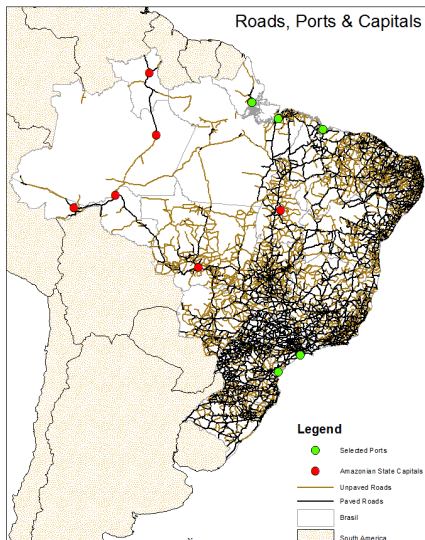 Roads, Ports & Capitals
Legend
Selected Ports
Amazonian State Capitals
Unpaved Roads
Paved Roads
Brasil
South America